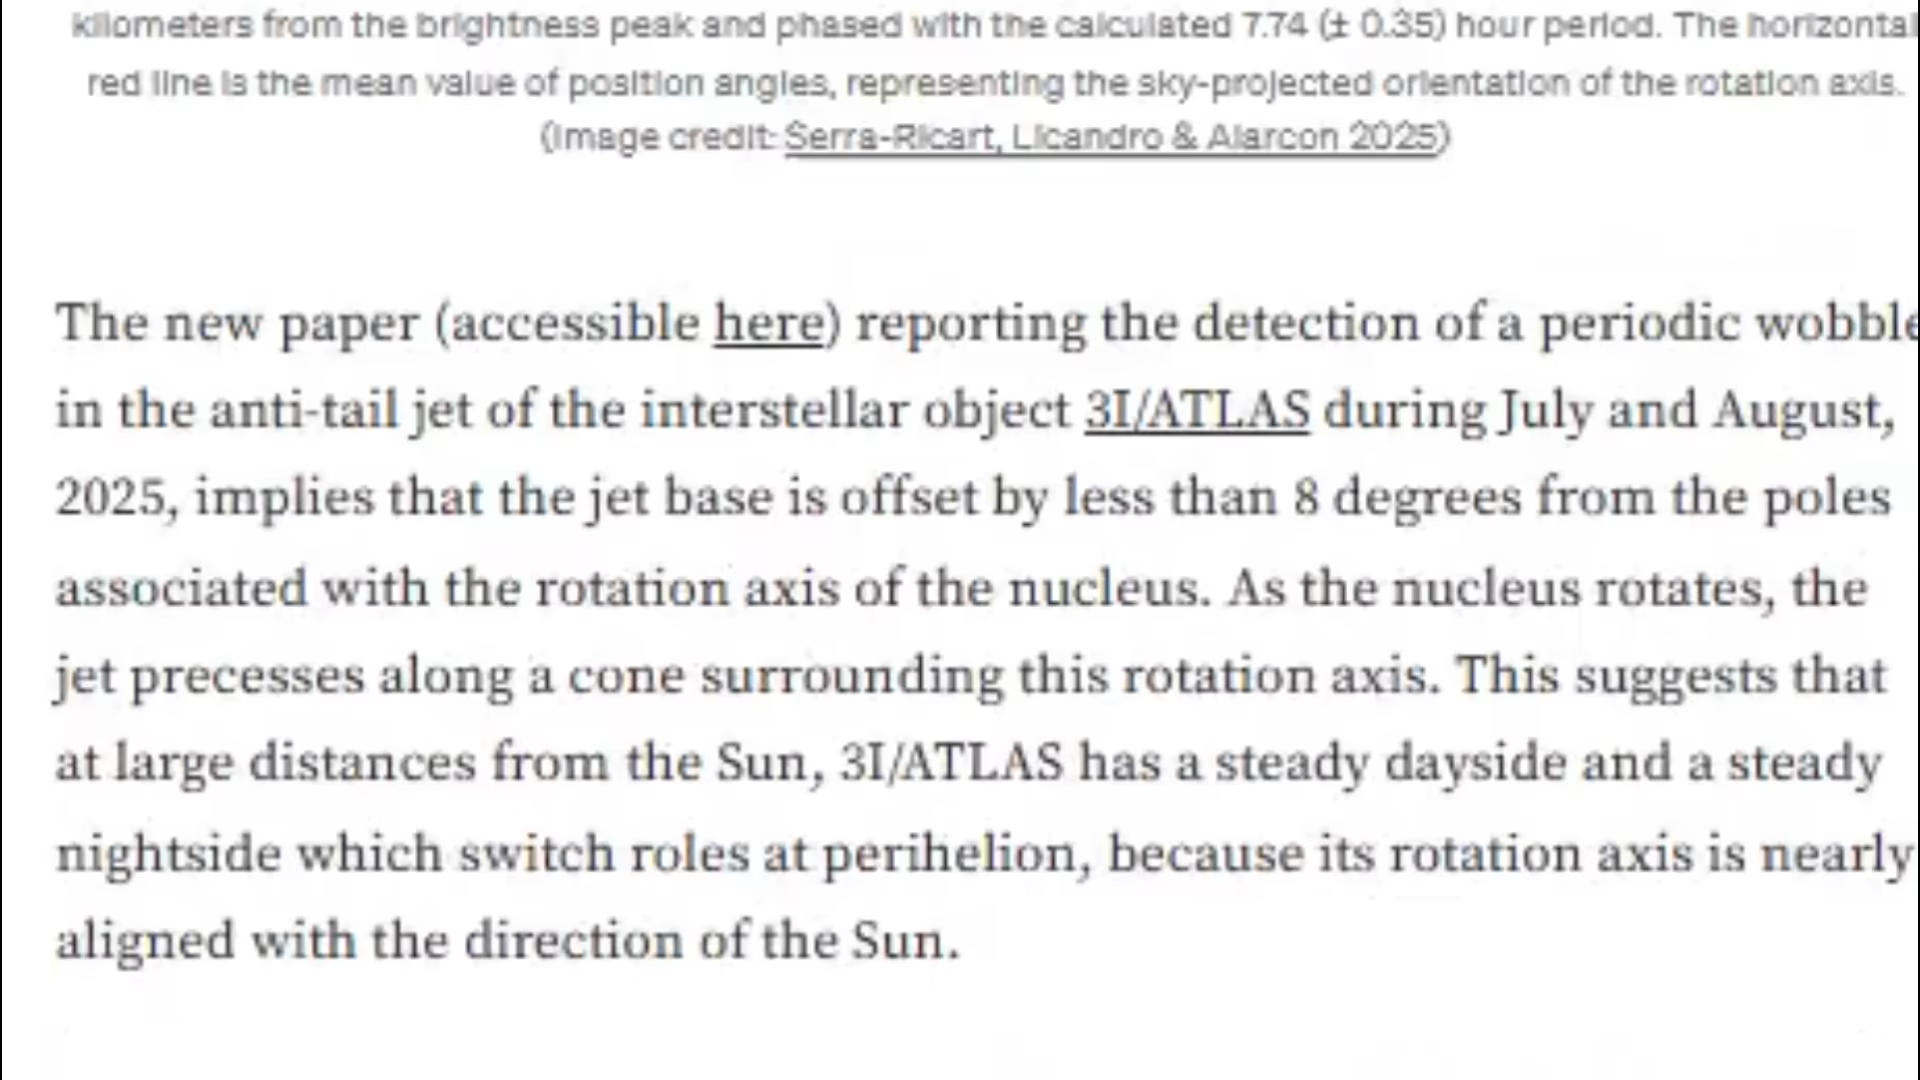 kilometers from the brightness peak and phased with the calculated 7.74 (± 0.35) hour period. The horizontal
red line is the mean value of position angles, representing the sky-projected orientation of the rotation axis.
(Image credit: Serra-Ricart, Licandro & Alarcon 2025)
The new paper (accessible here) reporting the detection of a periodic wobble
in the anti-tail jet of the interstellar object 3I/ATLAS during July and August,
2025, implies that the jet base is offset by less than 8 degrees from the poles
associated with the rotation axis of the nucleus. As the nucleus rotates, the
jet precesses along a cone surrounding this rotation axis. This suggests that
at large distances from the Sun, 3I/ATLAS has a steady dayside and a steady
nightside which switch roles at perihelion, because its rotation axis is nearly
aligned with the direction of the Sun.